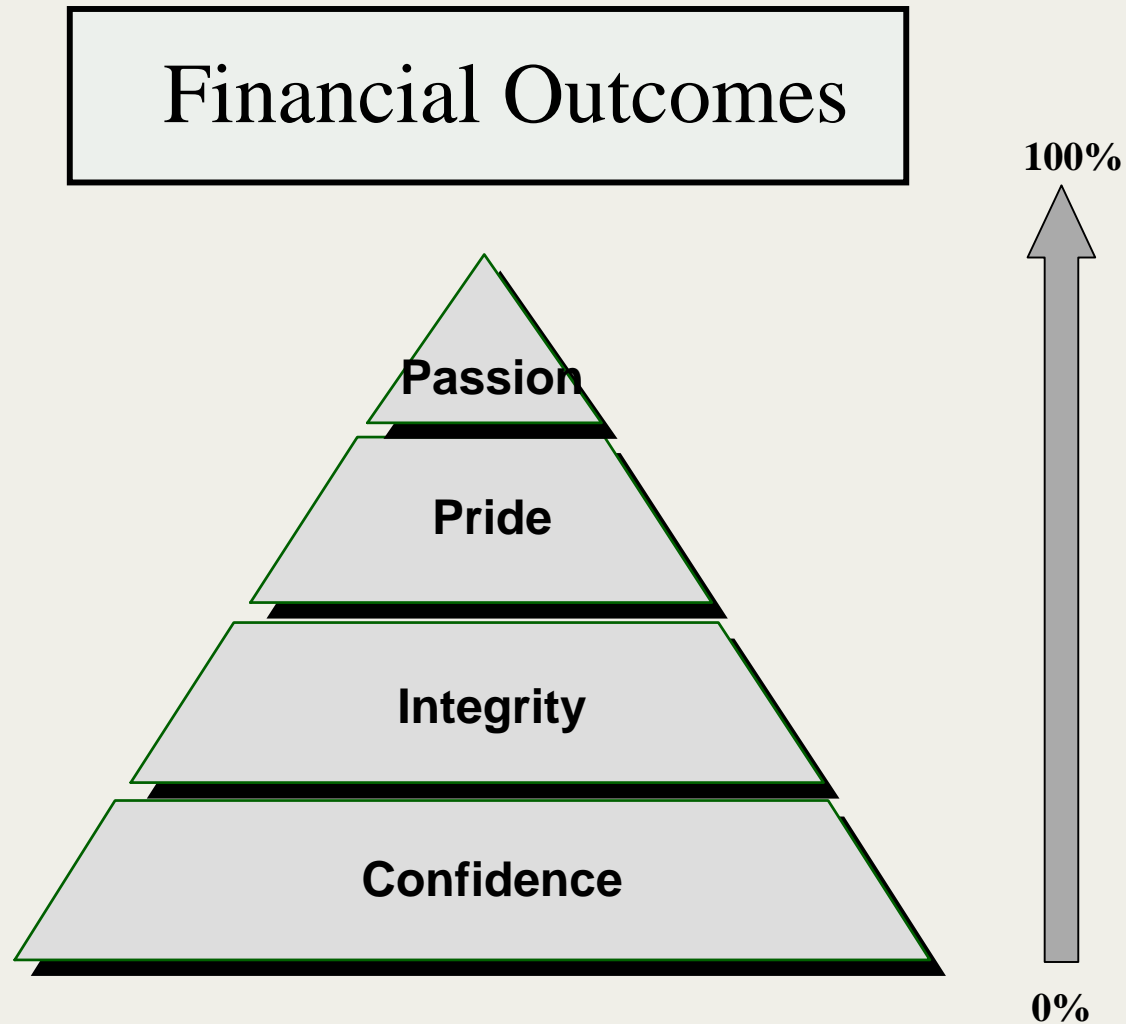 Financial Outcomes
100%
Passion
Pride
Integrity
Confidence
0%